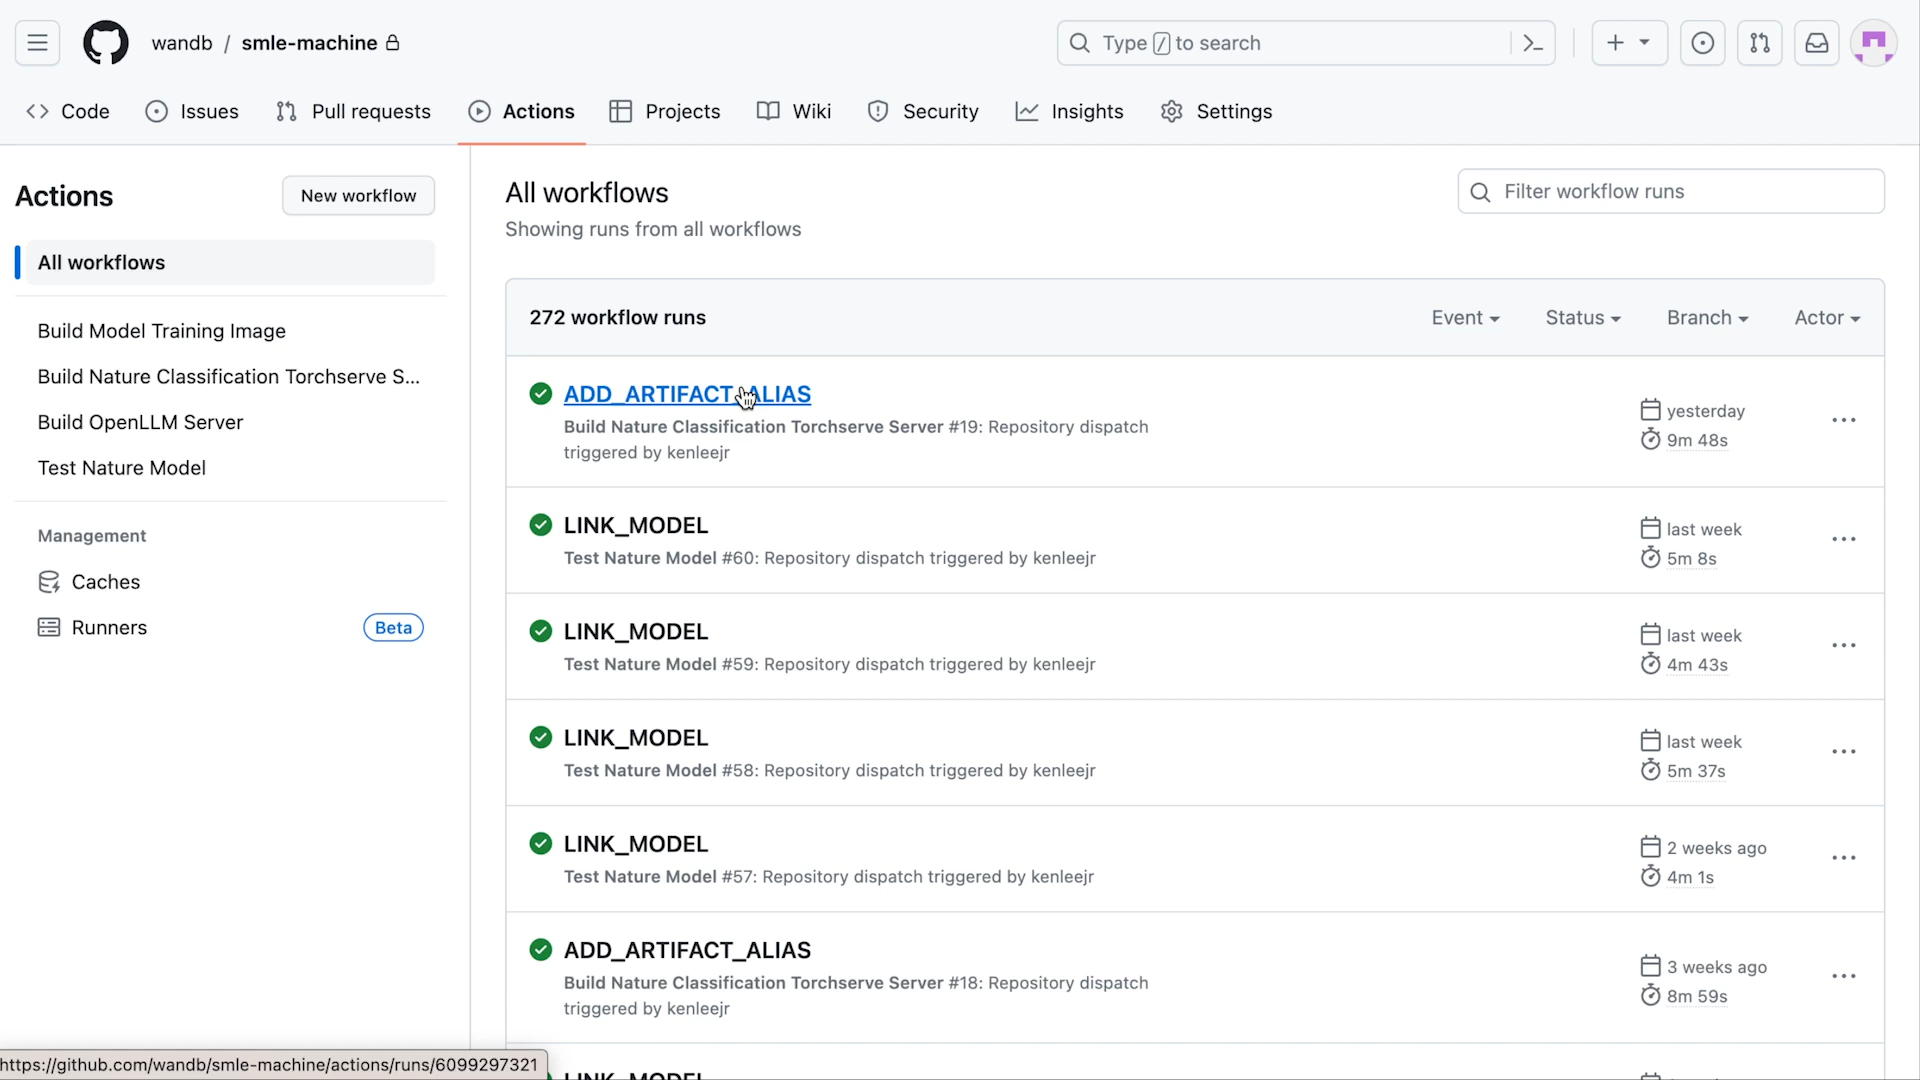 wandb / smle-machine
Type / to search
Code
Issues
Pull requests
Actions
Projects
Wiki
Security
Insights
Settings
Actions
New workflow
All workflows
Build Model Training Image
Build Nature Classification Torchserve S...
Build OpenLLM Server
Test Nature Model
Management
Caches
Runners
Beta
All workflows
Showing runs from all workflows
Filter workflow runs
272 workflow runs
Event
Status
Branch
Actor
ADD_ARTIFACT_ALIAS
Build Nature Classification Torchserve Server #19: Repository dispatch
triggered by kenleejr
yesterday
9m 48s
LINK_MODEL
Test Nature Model #60: Repository dispatch triggered by kenleejr
last week
5m 8s
LINK_MODEL
Test Nature Model #59: Repository dispatch triggered by kenleejr
last week
4m 43s
LINK_MODEL
Test Nature Model #58: Repository dispatch triggered by kenleejr
last week
5m 37s
LINK_MODEL
Test Nature Model #57: Repository dispatch triggered by kenleejr
2 weeks ago
4m 1s
ADD_ARTIFACT_ALIAS
Build Nature Classification Torchserve Server #18: Repository dispatch
triggered by kenleejr
3 weeks ago
8m 59s
LINK_MODEL
https://github.com/wandb/smle-machine/actions/runs/6099297321